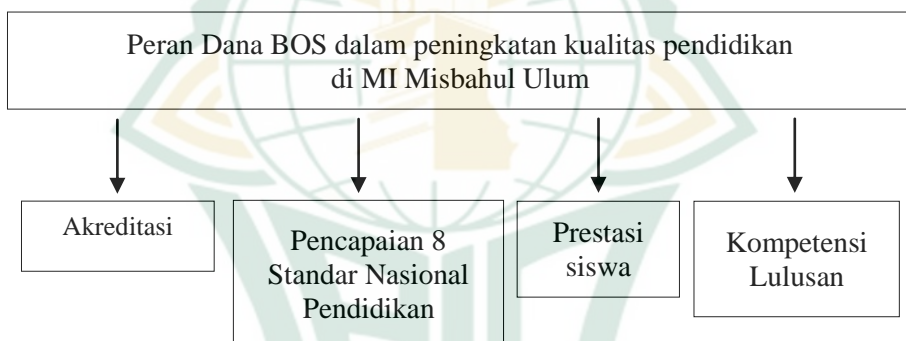 Peran Dana BOS dalam peningkatan kualitas pendidikan
di MI Misbahul Ulum
Akreditasi
Pencapaian 8
Standar Nasional
Pendidikan
Prestasi
siswa
Kompetensi
Lulusan